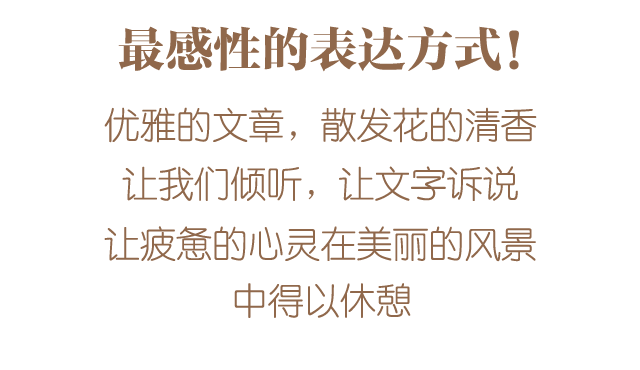 最感性的表达方式！
优雅的文章，散发花的清香
让我们倾听，让文字诉说
让疲惫的心灵在美丽的风景
中得以休憩